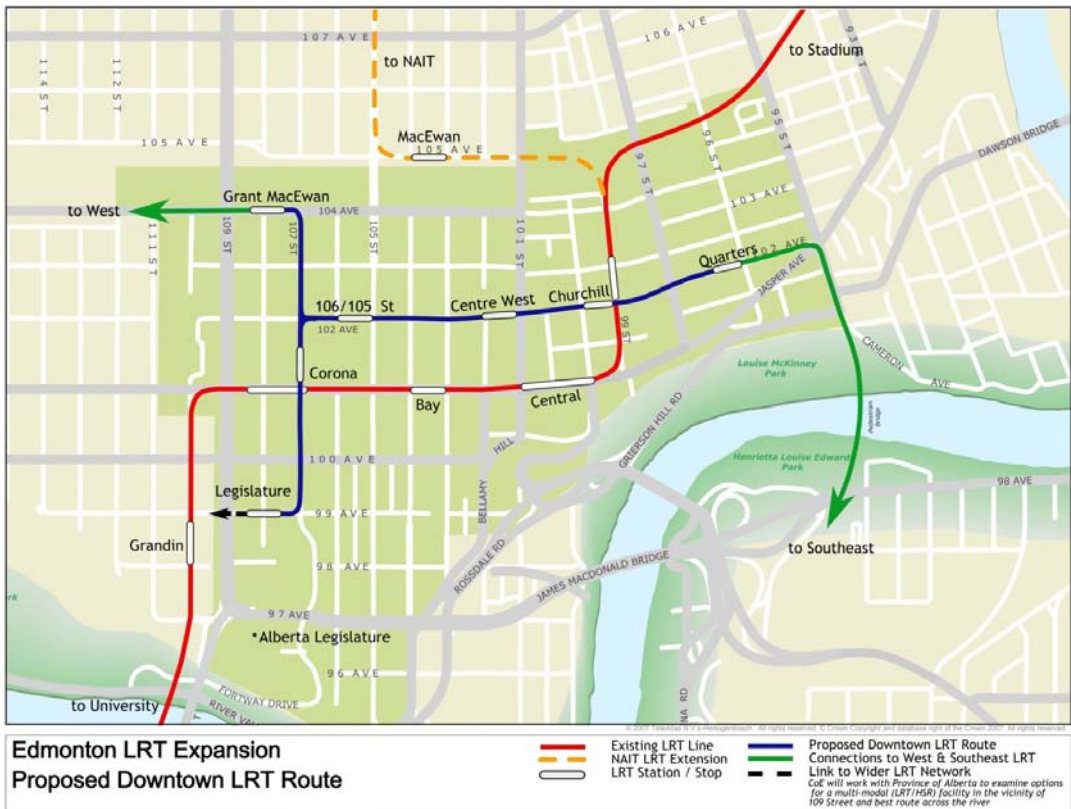 107 AVE
106 AVE
93 ST
to Stadium
to NAIT
114 ST
112 ST
95 ST
DAWSON BRIDGE
MacEwan
105 AVE
105 AVE
97 ST
96 ST
103 AVE
Grant MacEwan
to West
104 AVE
111 ST
109 ST
107 ST
105 ST
101 ST
102 AVE
Quarters
JASPER AVE
106/105 St
Centre West
Churchill
102 AVE
99 ST
CAMERON AVE
Louise McKinney
Park
Corona
Bay
Central
Pedestrian
Bridge
HILL
GRIERSON HILL RD
100 AVE
Henrietta Louise Edwards
Park
Legislature
98 AVE
BELLAMY
99 AVE
Grandin
to Southeast
98 AVE
ROSSDALE RD
JAMES MACDONALD BRIDGE
97 AVE
Alberta Legislature
96 AVE
FORTWAY DRIVE
to University
RIVER VA
NA RD
Edmonton LRT Expansion
Proposed Downtown LRT Route
Existing LRT Line
NAIT LRT Extension
LRT Station / Stop
Proposed Downtown LRT Route
Connections to West & Southeast LRT
Link to Wider LRT Network
CoE will work with Province of Alberta to examine options
for a multi-modal (LRT/HSR) facility in the vicinity of
109 Street and best route across the river